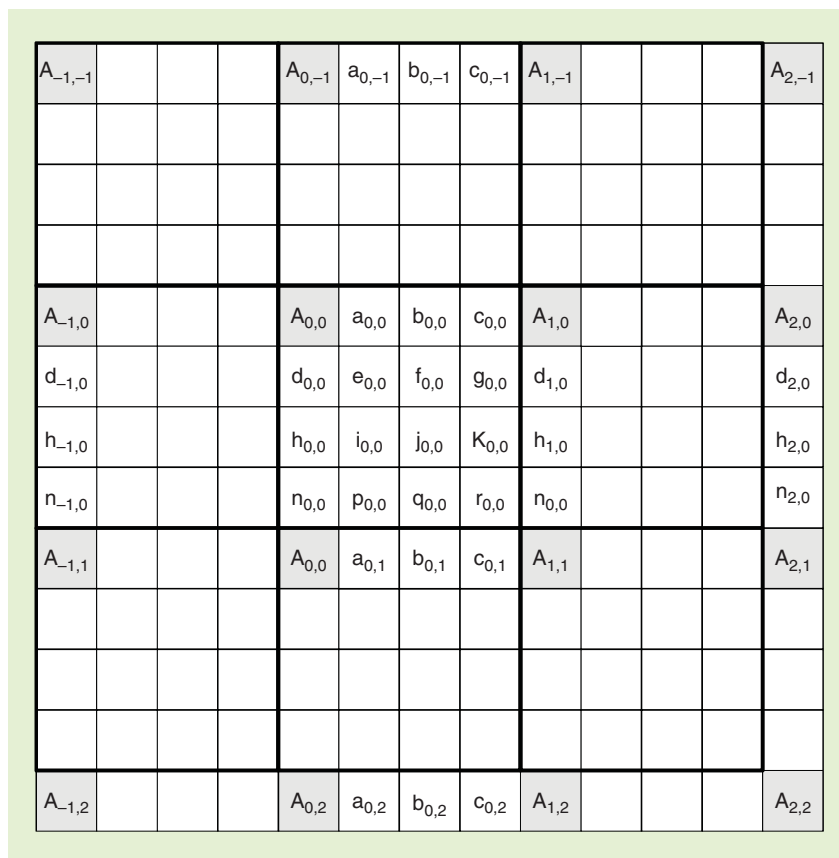 A–1,–1 A0,–1 a0,–1 b0,–1 c0,–1 A1,–1 A2,–1
A–1,0 A0,0 a0,0 b0,0 c0,0 A1,0 A2,0
d–1,0 d0,0 e0,0 f0,0 g0,0 d1,0 d2,0
h–1,0 h0,0 i0,0 j0,0 K0,0 h1,0 h2,0
n–1,0 n0,0 p0,0 q0,0 r0,0 n0,0 n2,0
A–1,1 A0,0 a0,1 b0,1 c0,1 A1,1 A2,1
A–1,2 A0,2 a0,2 b0,2 c0,2 A1,2 A2,2